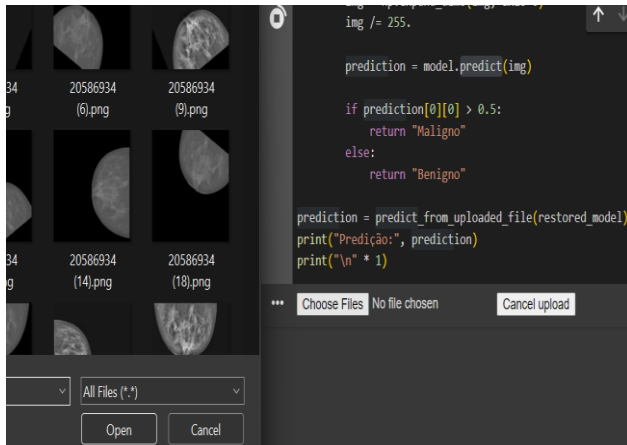 34
20586934
20586934
(6).png
(9).png
34
20586934
20586934
(14).png
(18).png
All Files (*.*)
Open
Cancel
img /= 255.
prediction = model.predict(img)
if prediction[0][0] > 0.5:
return "Maligno"
else:
return "Benigno"
prediction = predict_from_uploaded_file(restored_model)
print("Predição:", prediction)
print("\n" * 1)
Choose Files No file chosen
Cancel upload